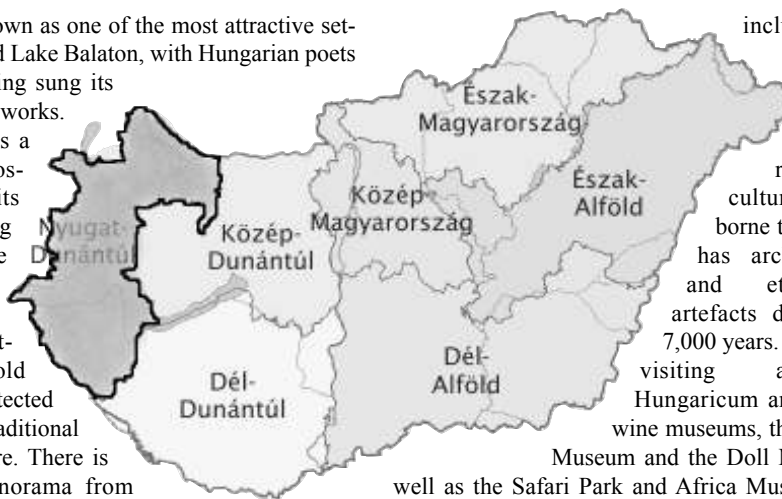 own as one of the most attractive set-
d Lake Balaton, with Hungarian poets
ing sung its
works.
s a
os-
its
g
e
t-
old
tected
aditional
re. There is
norama from
Nyugat-
Dunántúl
Közép-
Dunántúl
Dél-
Dunántúl
Közép-
Magyarország
Észak-
Magyarország
Észak-
Alföld
Dél-
Alföld
inclu
r
cultur
borne t
has arc
and et
artefacts d
7,000 years.
visiting a
Hungaricum ar
wine museums, th
Museum and the Doll
well as the Safari Park and Africa Mus